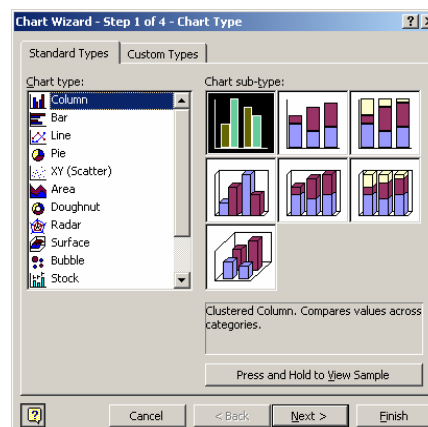 Chart Wizard - Step 1 of 4 - Chart Type
Standard Types
Custom Types
Chart type:
Chart sub-type:
Column
Bar
Line
Pie
XY (Scatter)
Area
Doughnut
Radar
Surface
Bubble
Stock
Clustered Column. Compares values across
categories.
Press and Hold to View Sample
Cancel
< Back
Next >
Finish